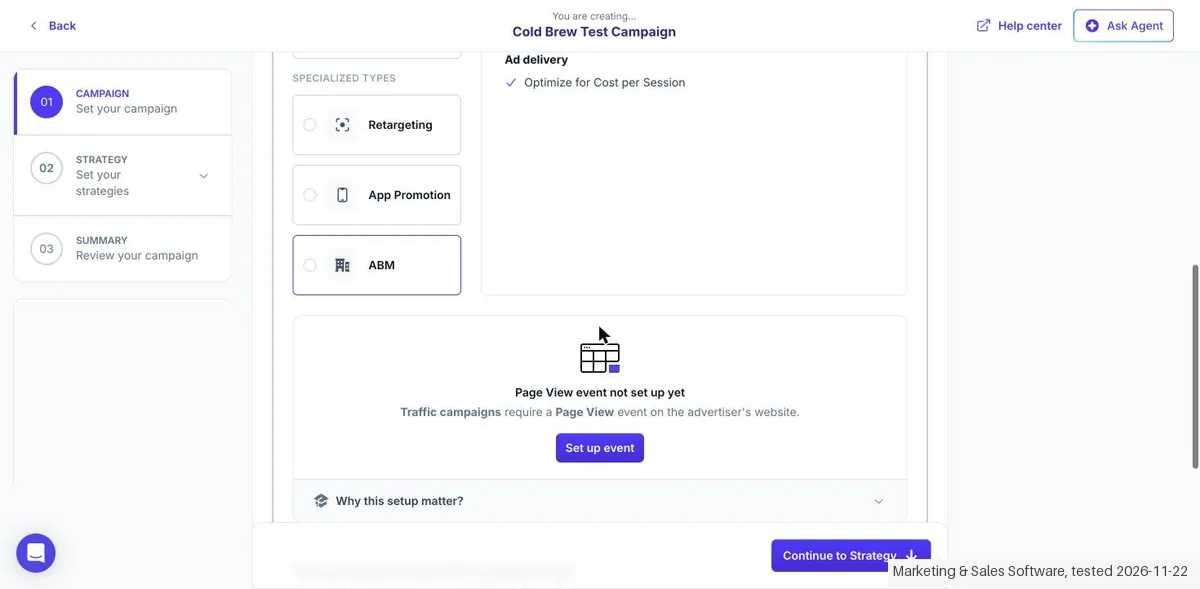 Back
You are creating...
Cold Brew Test Campaign
Help center
Ask Agent
01
CAMPAIGN
Set your campaign
02
STRATEGY
Set your
strategies
03
SUMMARY
Review your campaign
Ad delivery
Optimize for Cost per Session
SPECIALIZED TYPES
Retargeting
App Promotion
ABM
Page View event not set up yet
Traffic campaigns require a Page View event on the advertiser's website.
Set up event
Why this setup matter?
Continue to Strategy
Marketing & Sales Software, tested 2026-11-22